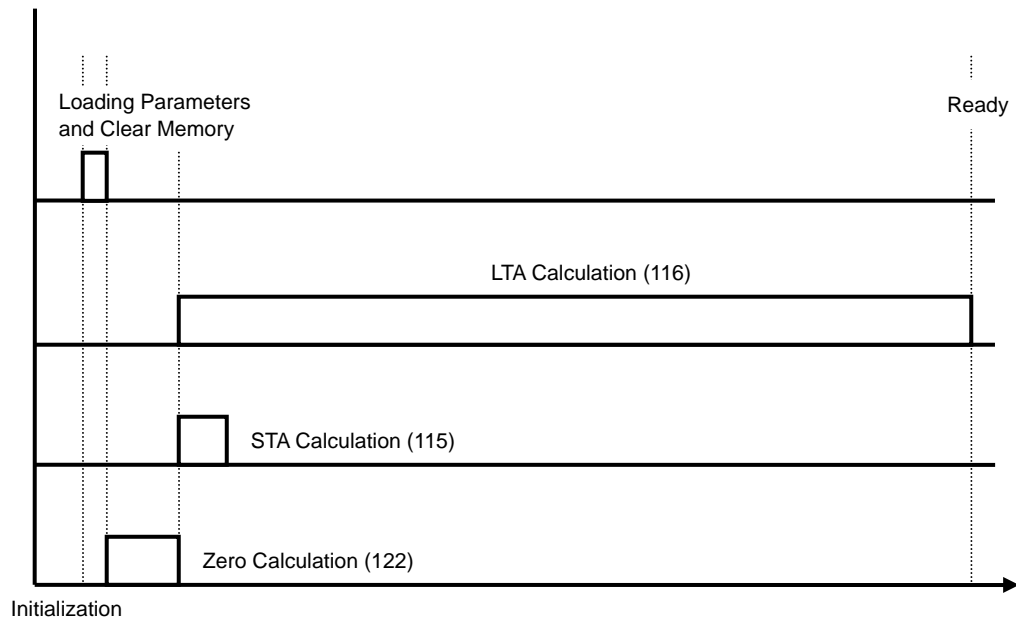 Loading Parameters
and Clear Memory
Ready
LTA Calculation (116)
STA Calculation (115)
Zero Calculation (122)
Initialization